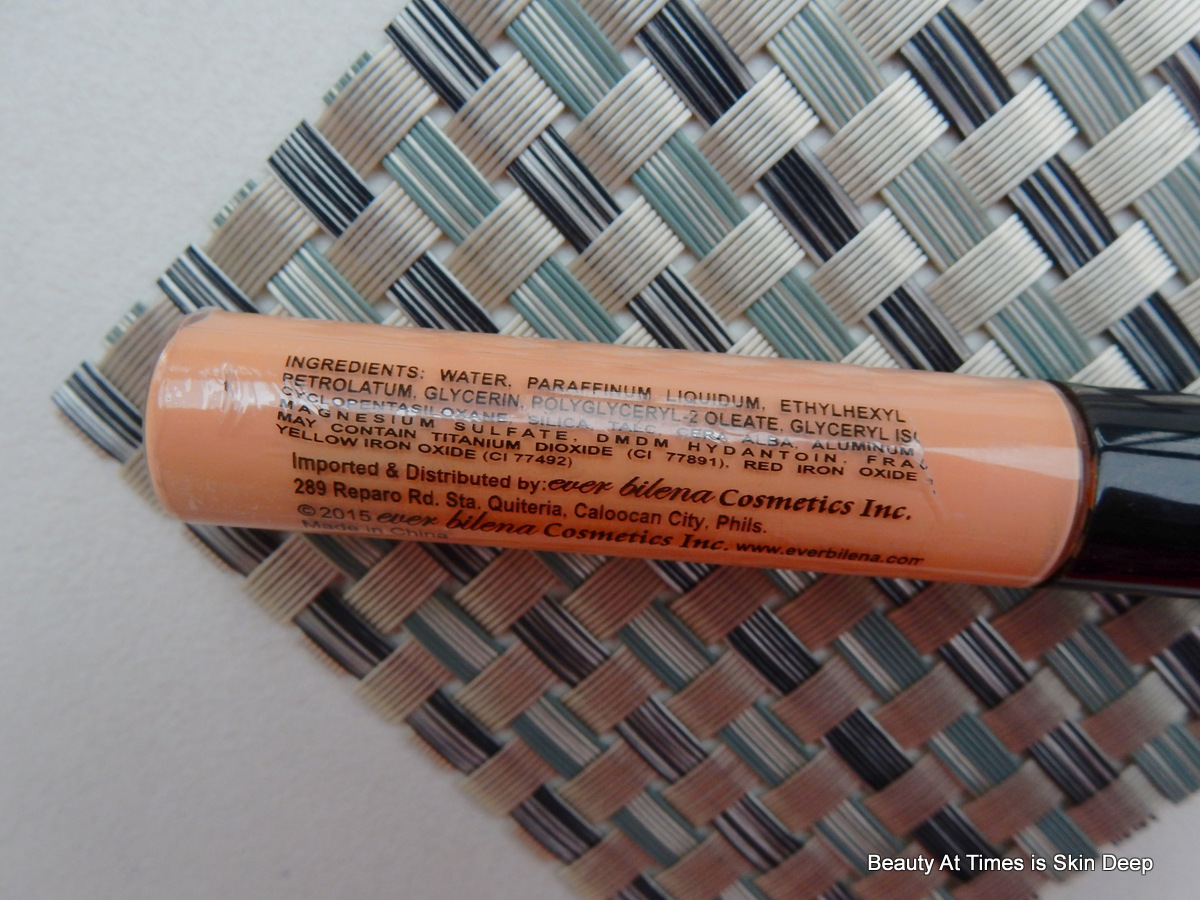 INGREDIENTS: WATER, PARAFFINUM LIQUIDUM, ETHYLHEXYL
PETROLATUM, GLYCERIN, POLYGLYCERYL-2 OLEATE, GLYCERYL
CYCLOPENTASILOXANE, SILICA, TALC, CERA ALBA, ALUMINUM
MAGNESTUM SULFATE, DMDM HYDANTOIN,
MAY CONTAIN TITANIUM DIOXIDE (CI 77891). RED IRON OXIDE
YELLOW IRON OXIDE (CI 77492)
Imported & Distributed by: ever bilena Cosmetics Inc.
289 Reparo Rd. Sta. Quiteria, Caloocan City, Phils.
©2015 ever bilena Cosmetics Inc. www.everbilena.com
Made in China
Beauty At Times is Skin Deep